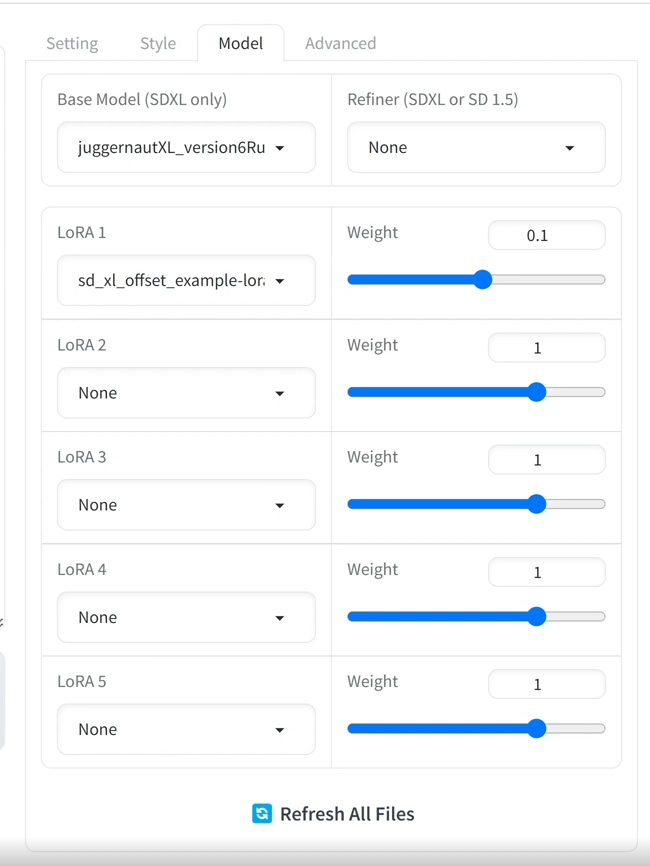 Setting Style Model Advanced
Base Model (SDXL only) Refiner (SDXL or SD 1.5)
juggernautXL_version6Ru None
LoRA 1 Weight 0.1
sd_xl_offset_example-lor
LoRA 2 Weight 1
None
LoRA 3 Weight 1
None
LoRA 4 Weight 1
None
LoRA 5 Weight 1
None
Refresh All Files